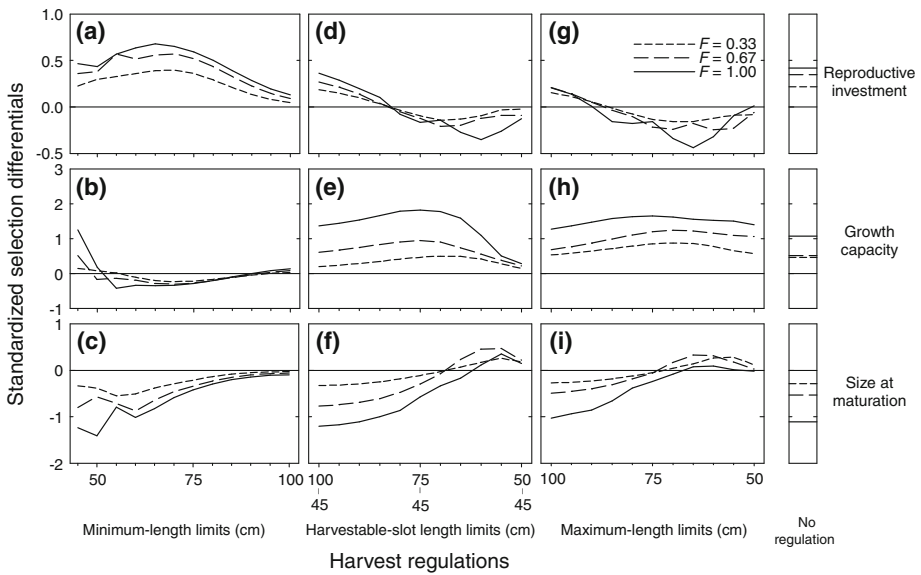 Standardized selection differentials
(a)
1.0
0.5
0.0
-0.5
(d)
(g)
F = 0.33
F = 0.67
F = 1.00
Reproductive
investment
(b)
3
2
1
0
-1
(e)
(h)
Growth
capacity
(c)
1
0
-1
-2
(f)
(i)
Size at
maturation
50 75 100
100 75 50
45 45 45
100 75 50
Minimum-length limits (cm)
Harvestable-slot length limits (cm)
Maximum-length limits (cm)
No
regulation
Harvest regulations